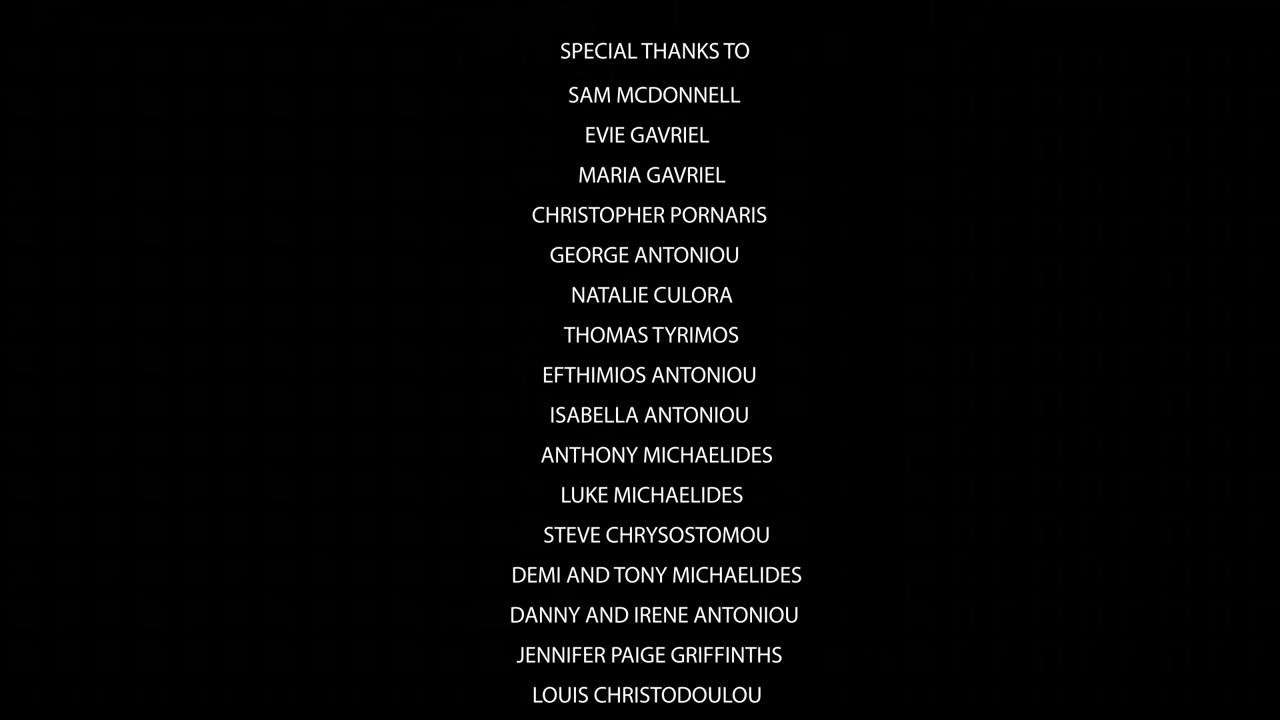 SPECIAL THANKS TO
SAM MCDONNELL
EVIE GAVRIEL
MARIA GAVRIEL
CHRISTOPHER PORNARIS
GEORGE ANTONIOU
NATALIE CULORA
THOMAS TYRIMOS
EFTHIMIOS ANTONIOU
ISABELLA ANTONIOU
ANTHONY MICHAELIDES
LUKE MICHAELIDES
STEVE CHRYSOSTOMOU
DEMI AND TONY MICHAELIDES
DANNY AND IRENE ANTONIOU
JENNIFER PAIGE GRIFFINTHS
LOUIS CHRISTODOULOU